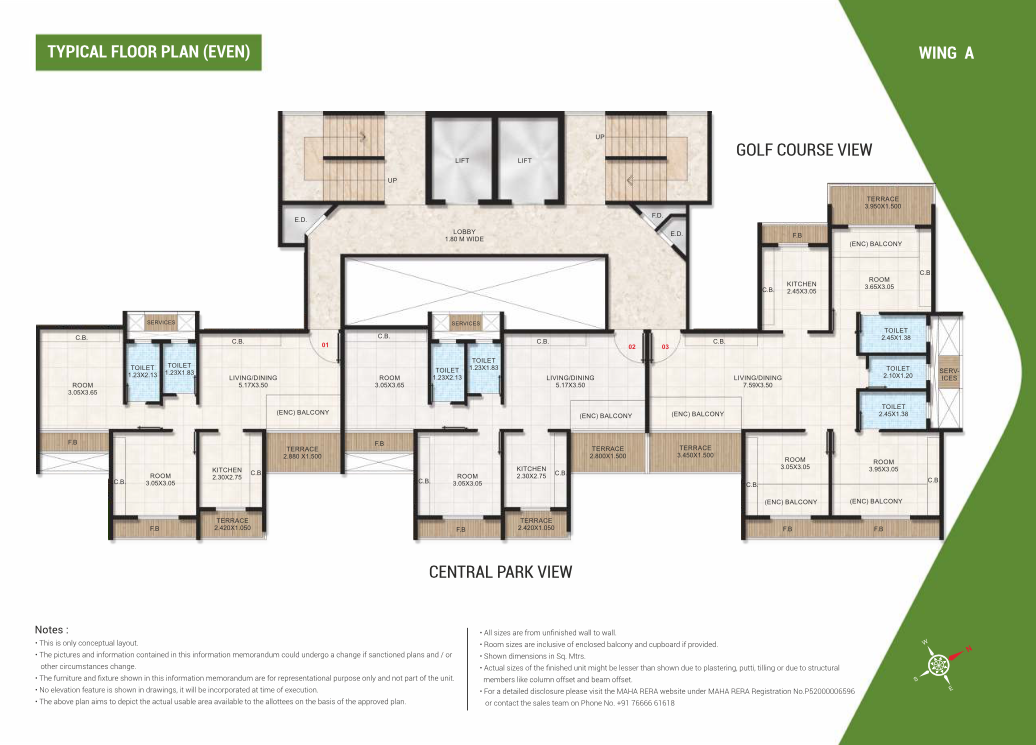 TYPICAL FLOOR PLAN (EVEN)
WING A
GOLF COURSE VIEW
UP
LIFT
LIFT
UP
TERRACE
3.950X1.500
E.D.
F.D.
E.D.
LOBBY
1.80 M WIDE
F.B
(ENC) BALCONY
C.B.
KITCHEN
2.45X3.05
C.B.
ROOM
3.65X3.05
SERVICES
SERVICES
C.B.
C.B.
01
C.B.
C.B.
02
03
C.B.
TOILET
2.45X1.38
ROOM
3.05X3.65
TOILET
1.23X2.13
TOILET
1.23X1.83
LIVING/DINING
5.17X3.50
ROOM
3.05X3.65
TOILET
1.23X2.13
TOILET
1.23X1.83
LIVING/DINING
5.17X3.50
LIVING/DINING
7.59X3.50
TOILET
2.10X1.20
SERV-
ICES
(ENC) BALCONY
(ENC) BALCONY
(ENC) BALCONY
TOILET
2.45X1.38
F.B
TERRACE
2.880 X1.500
F.B
TERRACE
2.800X1.500
TERRACE
3.450X1.500
ROOM
3.05X3.05
ROOM
3.95X3.05
C.B.
ROOM
3.05X3.05
KITCHEN
2.30X2.75
C.B.
C.B.
ROOM
3.05X3.05
KITCHEN
2.30X2.75
C.B.
C.B.
C.B.
(ENC) BALCONY
(ENC) BALCONY
F.B
TERRACE
2.420X1.050
F.B
TERRACE
2.420X1.050
F.B
F.B
CENTRAL PARK VIEW
Notes :
• This is only conceptual layout.
• The pictures and information contained in this information memorandum could undergo a change if sanctioned plans and / or
other circumstances change.
• The furniture and fixture shown in this information memorandum are for representational purpose only and not part of the unit.
• No elevation feature is shown in drawings, it will be incorporated at time of execution.
• The above plan aims to depict the actual usable area available to the allottees on the basis of the approved plan.
• All sizes are from unfinished wall to wall.
• Room sizes are inclusive of enclosed balcony and cupboard if provided.
• Shown dimensions in Sq. Mtrs.
• Actual sizes of the finished unit might be lesser than shown due to plastering, putti, tilling or due to structural
members like column offset and beam offset.
• For a detailed disclosure please visit the MAHA RERA website under MAHA RERA Registration No.P52000006596
or contact the sales team on Phone No. +91 76666 61618
W
N
E